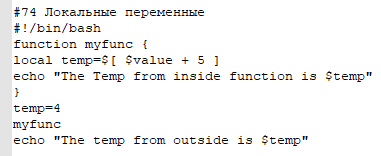 #74 Локальные переменные
#!/bin/bash
function myfunc {
local temp=$[ $value + 5 ]
echo "The Temp from inside function is $temp"
}
temp=4
myfunc
echo "The temp from outside is $temp"